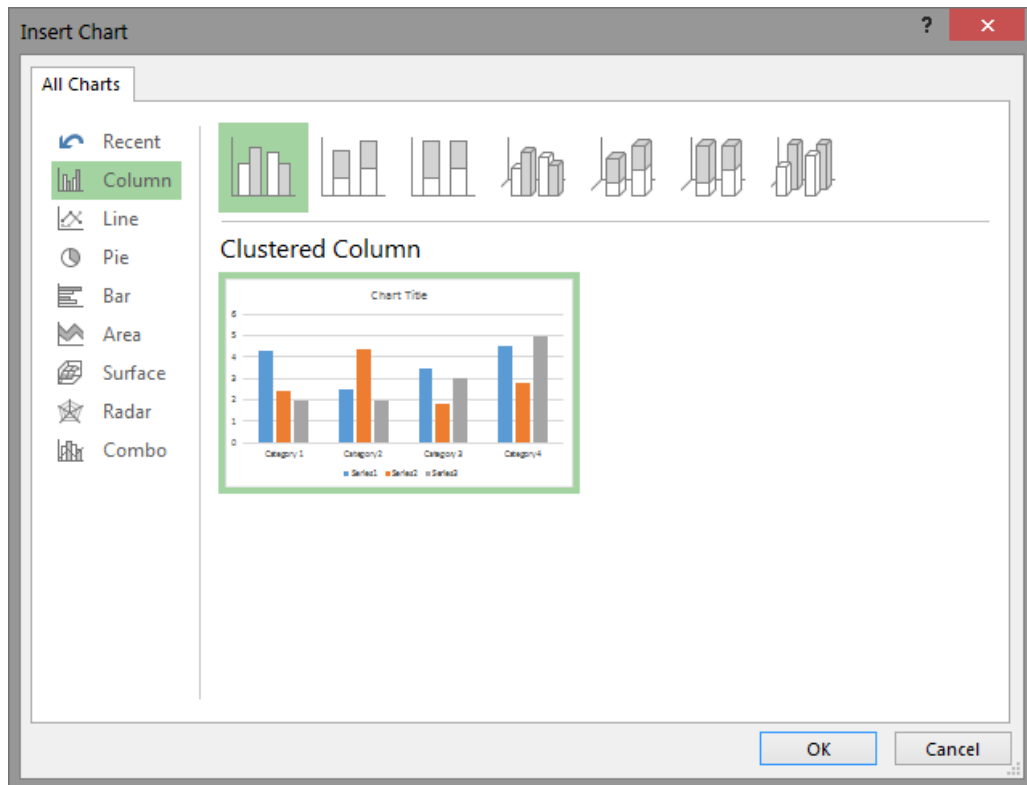 Insert Chart
?
All Charts
Recent
Column
Line
Pie
Bar
Area
Surface
Radar
Combo
Clustered Column
Chart Title
6
5
4
3
2
1
0
Category 1 Category 2 Category 3 Category 4
Series1 Series2 Series3
OK Cancel